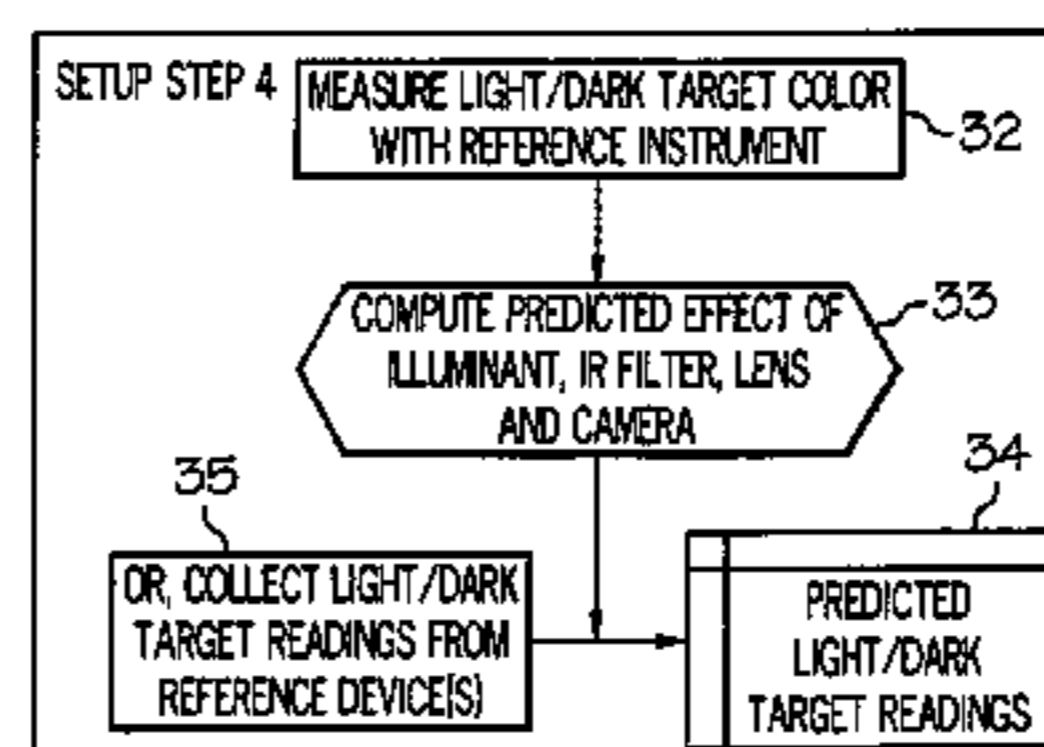 SETUP STEP 4
MEASURE LIGHT/DARK TARGET COLOR
WITH REFERENCE INSTRUMENT
32
COMPUTE PREDICTED EFFECT OF
ILLUMINANT, IR FILTER, LENS
AND CAMERA
33
35
OR, COLLECT LIGHT/DARK
TARGET READINGS FROM
REFERENCE DEVICE(S)
34
PREDICTED
LIGHT/DARK
TARGET READINGS